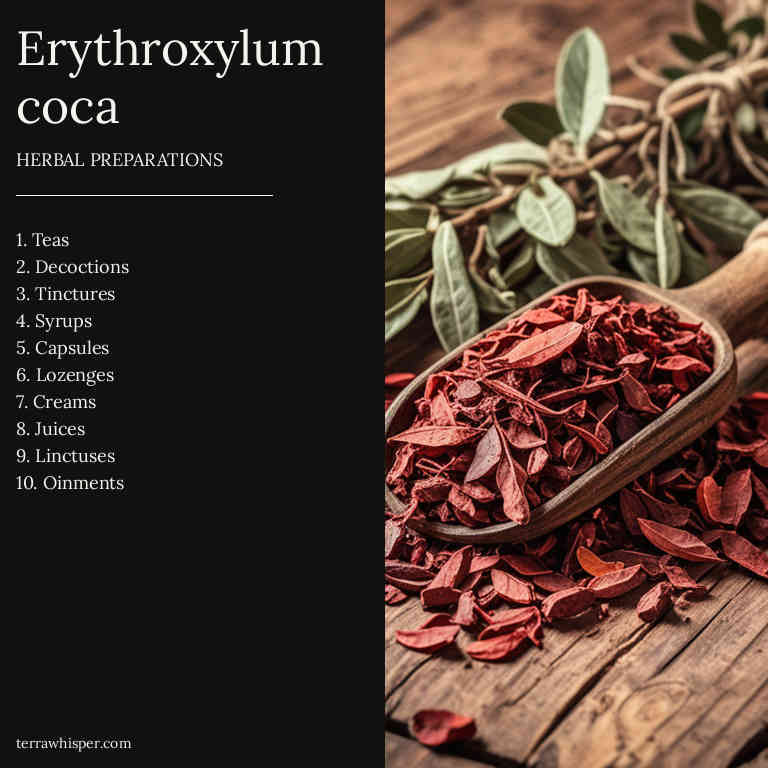 Erythroxylum
coca
HERBAL PREPARATIONS
1. Teas
2. Decoctions
3. Tinctures
4. Syrups
5. Capsules
6. Lozenges
7. Creams
8. Juices
9. Linctuses
10. Oinments
terrawhisper.com